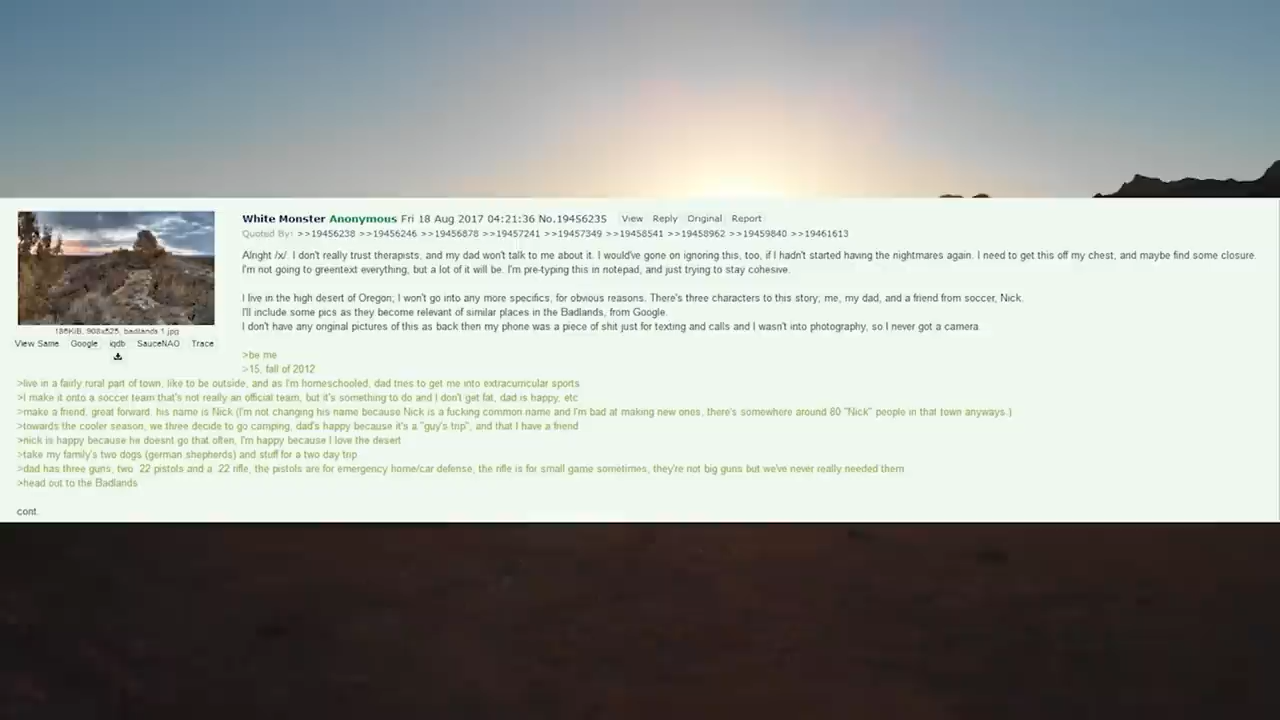 White Monster Anonymous Fri 18 Aug 2017 04:21:36 No.19456235 View Reply Original Report
Quoted By: >>19456238 >>19456246 >>19456878 >>19457241 >>19457349 >>19458541 >>19458962 >>19459840 >>19461613
Alright /x/. I don't really trust therapists, and my dad won't talk to me about it. I would've gone on ignoring this, too, if I hadn't started having the nightmares again. I need to get this off my chest, and maybe find some closure.
I'm not going to greentext everything, but a lot of it will be. I'm pre-typing this in notepad, and just trying to stay cohesive.
I live in the high desert of Oregon; I won't go into any more specifics, for obvious reasons. There's three characters to this story; me, my dad, and a friend from soccer, Nick.
I'll include some pics as they become relevant of similar places in the Badlands, from Google.
I don't have any original pictures of this as back then my phone was a piece of shit just for texting and calls and I wasn't into photography, so I never got a camera.
186KiB, 908x525, badlands 1.jpg
View Same Google iqdb SauceNAO Trace
>be me
>15, fall of 2012
>live in a fairly rural part of town, like to be outside, and as I'm homeschooled, dad tries to get me into extracurricular sports
>I make it onto a soccer team that's not really an official team, but it's something to do and I don't get fat, dad is happy, etc
>make a friend, great forward. his name is Nick (I'm not changing his name because Nick is a fucking common name and I'm bad at making new ones, there's somewhere around 80 "Nick" people in that town anyways.)
>towards the cooler season, we three decide to go camping, dad's happy because it's a "guy's trip", and that I have a friend
>nick is happy because he doesnt go that often, I'm happy because I love the desert
>take my family's two dogs (german shepherds) and stuff for a two day trip
>dad has three guns, two .22 pistols and a .22 rifle, the pistols are for emergency home/car defense, the rifle is for small game sometimes, they're not big guns but we've never really needed them
>head out to the Badlands
cont.